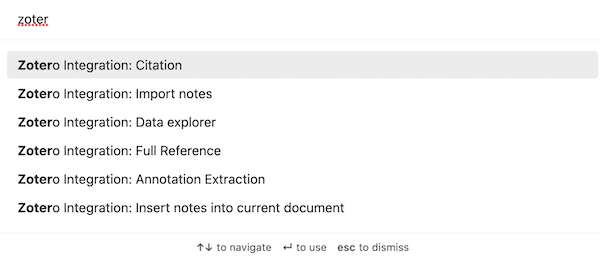 zoter
Zotero Integration: Citation
Zotero Integration: Import notes
Zotero Integration: Data explorer
Zotero Integration: Full Reference
Zotero Integration: Annotation Extraction
Zotero Integration: Insert notes into current document
↑↓ to navigate ↵ to use esc to dismiss